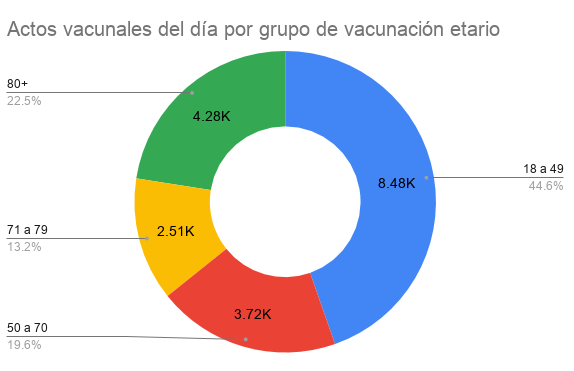 Actos vacunales del día por grupo de vacunación etario
80+
22.5%
4.28K
18 a 49
44.6%
8.48K
71 a 79
13.2%
2.51K
3.72K
50 a 70
19.6%